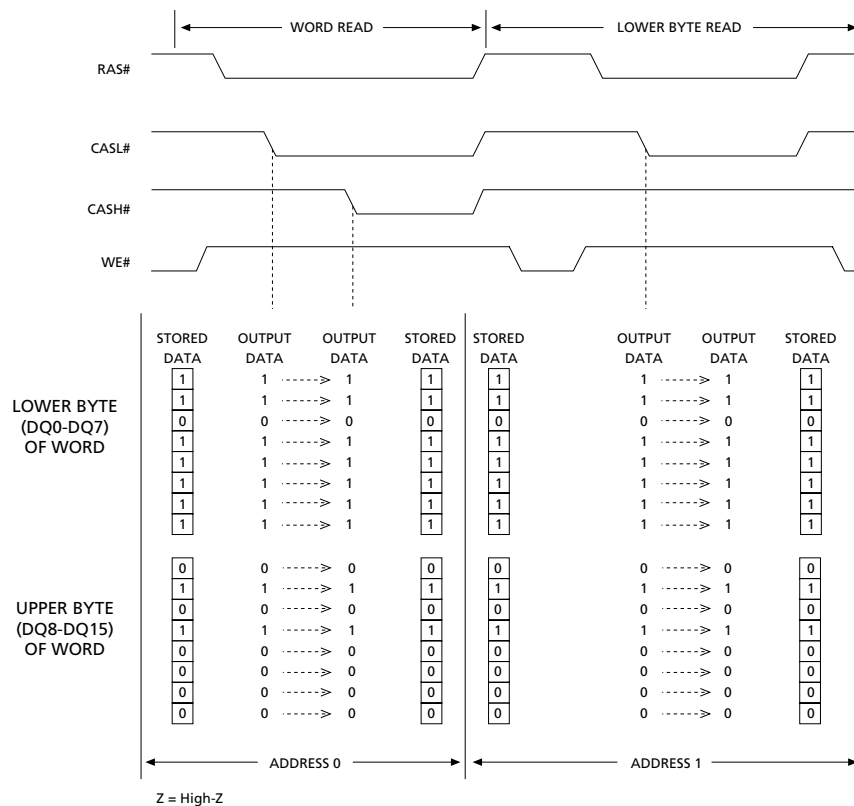 WORD READ LOWER BYTE READ
RAS#
CASL#
CASH#
WE#
STORED OUTPUT OUTPUT STORED STORED OUTPUT OUTPUT STORED
DATA DATA DATA DATA DATA DATA DATA DATA
1 1 1 1 1 1 1 1
1 1 1 1 1 1 1 1
0 0 0 0 0 0 0 0
1 1 1 1 1 1 1 1
1 1 1 1 1 1 1 1
1 1 1 1 1 1 1 1
1 1 1 1 1 1 1 1
1 1 1 1 1 1 1 1
LOWER BYTE
(DQ0-DQ7)
OF WORD
0 0 0 0 0 0 0 0
1 1 1 1 1 1 1 1
0 0 0 0 0 0 0 0
1 1 1 1 1 1 1 1
0 0 0 0 0 0 0 0
0 0 0 0 0 0 0 0
0 0 0 0 0 0 0 0
0 0 0 0 0 0 0 0
UPPER BYTE
(DQ8-DQ15)
OF WORD
ADDRESS 0 ADDRESS 1
Z = High-Z